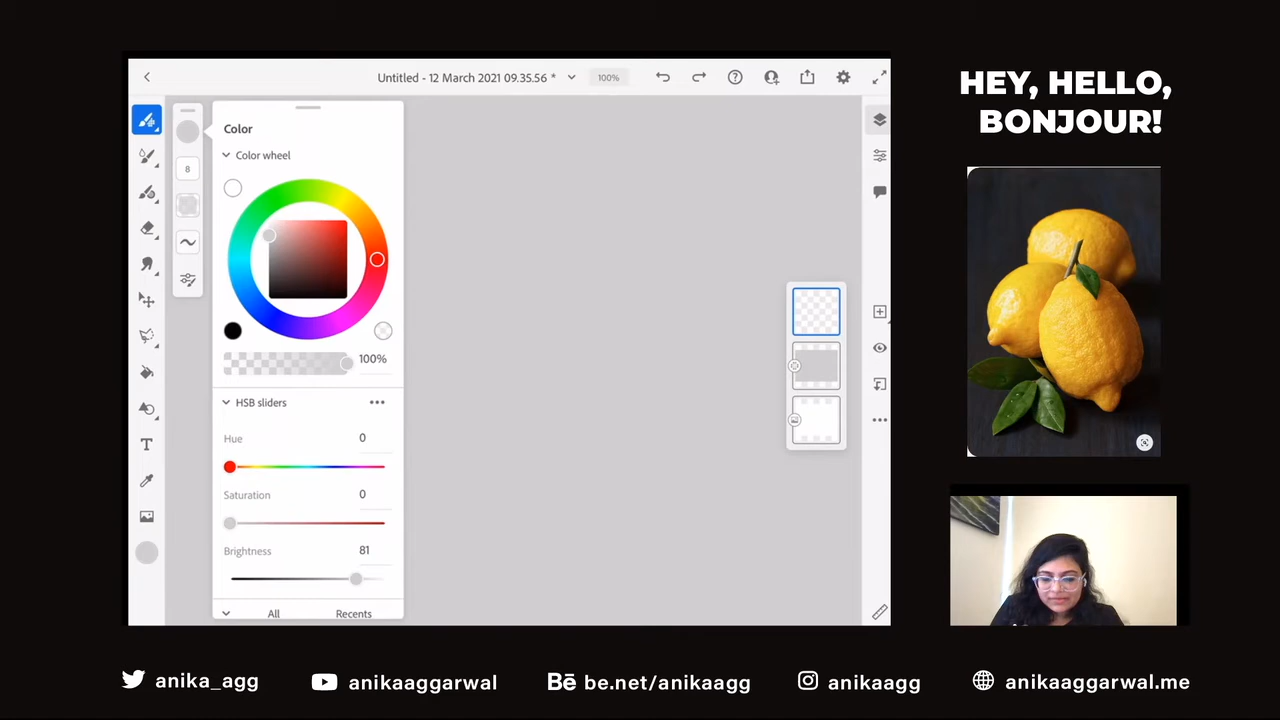 Untitled - 12 March 2021 09.35.56 *
100%
HEY, HELLO,
BONJOUR!
Color
Color wheel
8
100%
HSB sliders
Hue
0
Saturation
0
Brightness
81
All
Recents
T
anika_agg
anikaaggarwal
Bē be.net/anikaagg
anikaagg
anikaaggarwal.me